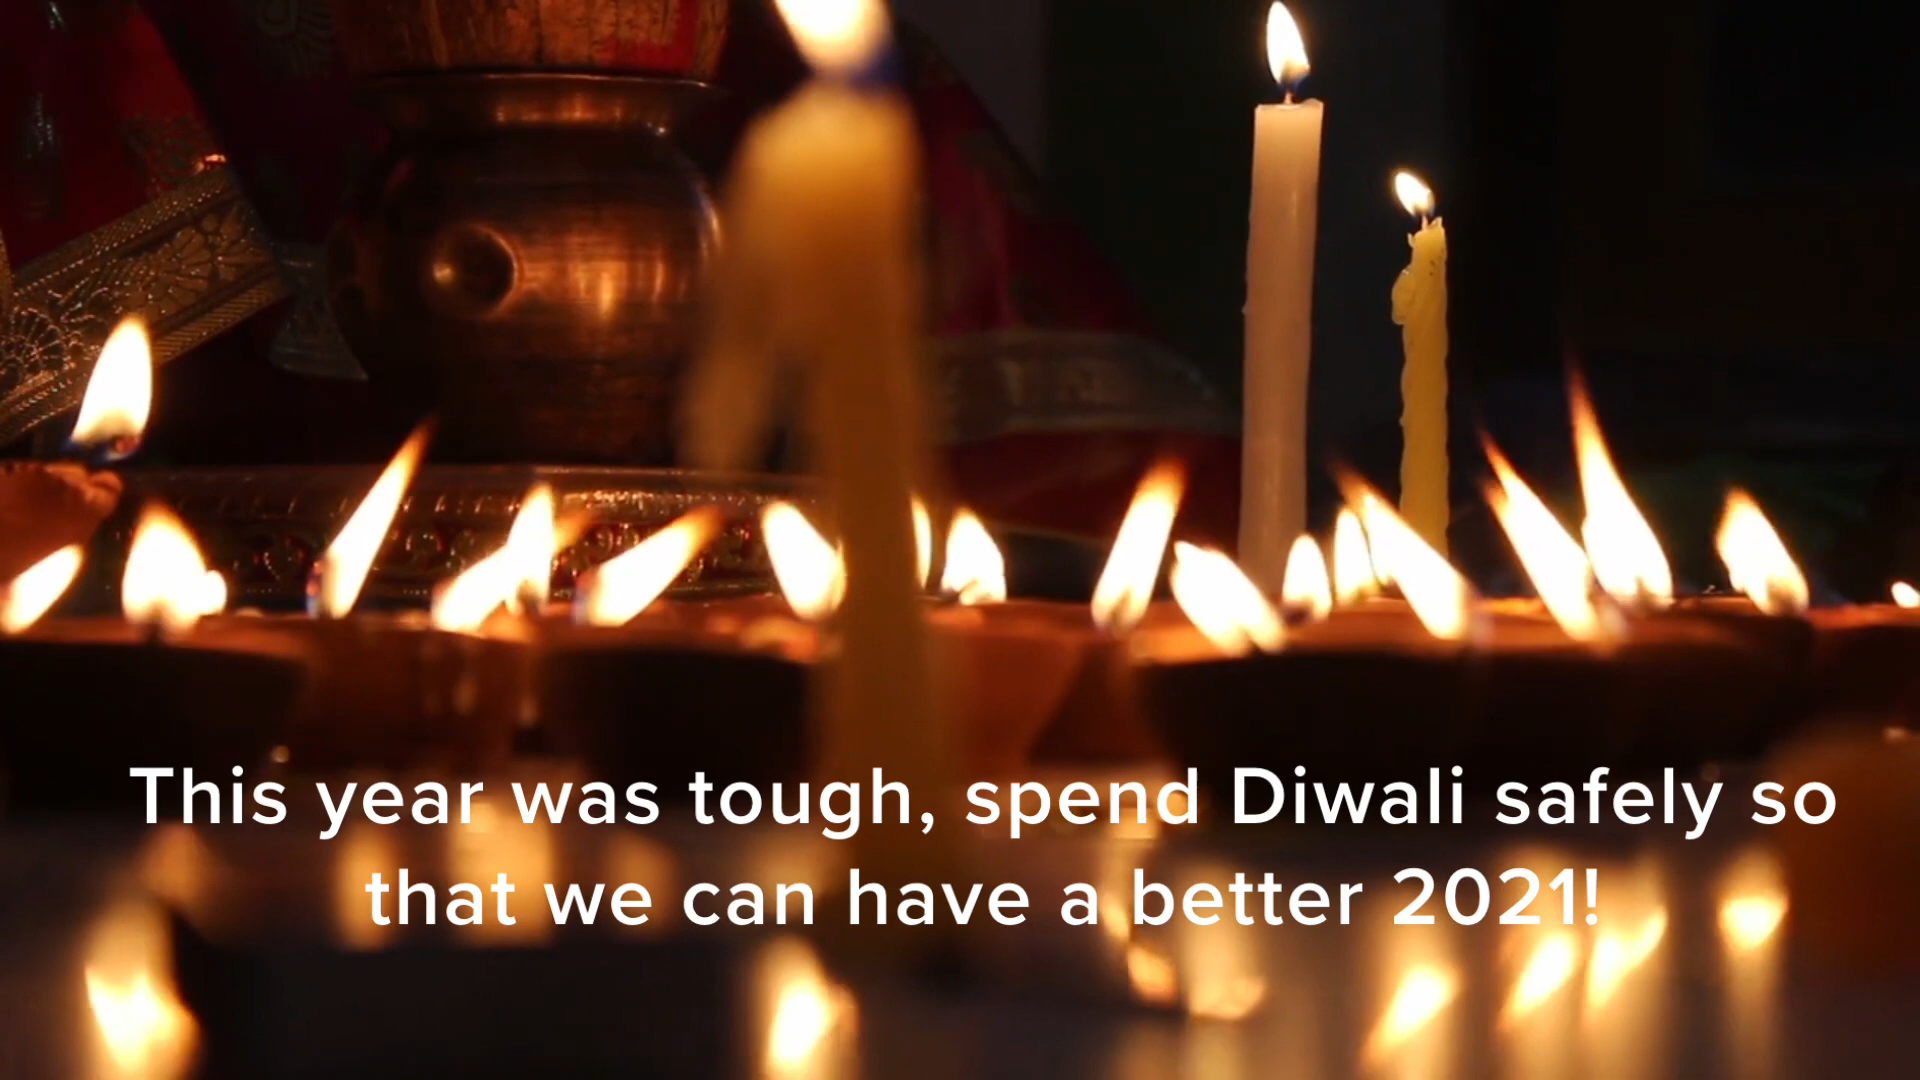 This year was tough, spend Diwali safely so
that we can have a better 2021!